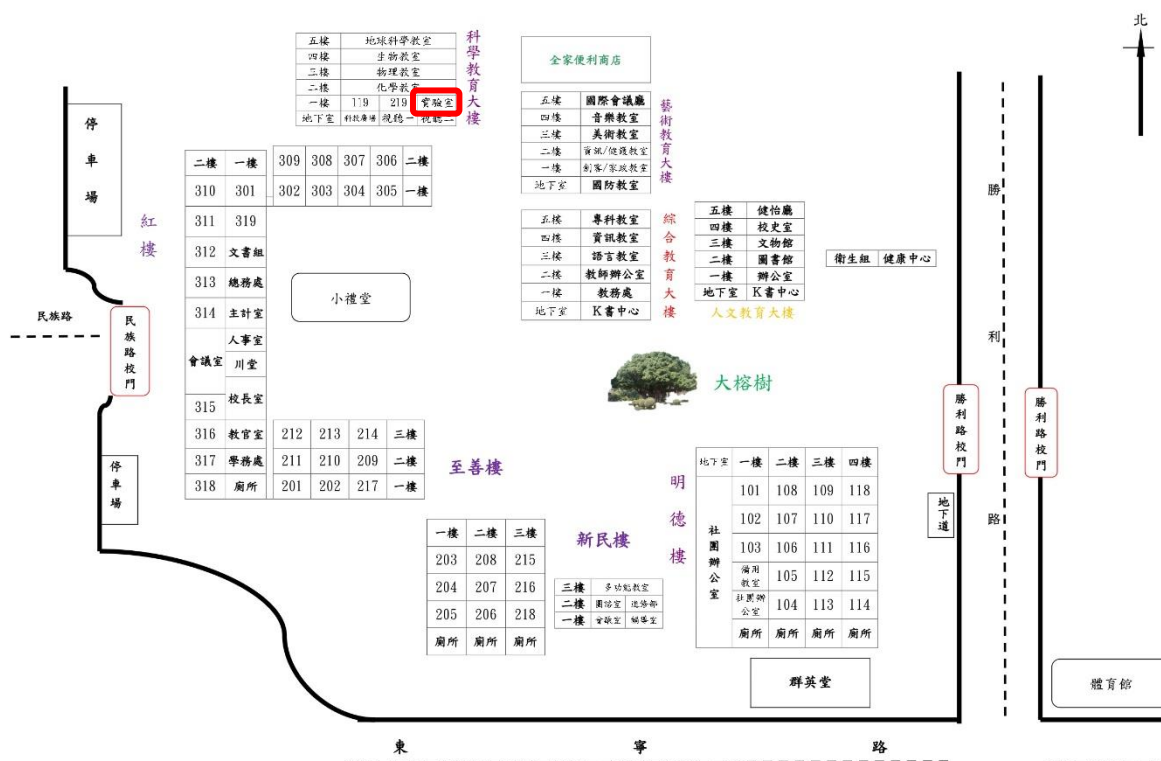 北
科學教育大樓
五樓 地球科學教室
四樓 生物教室
三樓 物理教室
二樓 化學教室
一樓 119 219 實驗室
地下室 科教廣場 視聽一 視聽二
全家便利商店
藝術教育大樓
五樓 國際會議廳
四樓 音樂教室
三樓 美術教室
二樓 資訊/健護教室
一樓 創客/家政教室
地下室 國防教室
停車場
紅樓
二樓 一樓
310 301
311 319
312 文書組
313 總務處
314 主計室
會議室 人事室
川堂
315 校長室
316 教官室
317 學務處
318 廁所
309 308 307 306 二樓
302 303 304 305 一樓
小禮堂
綜合教育大樓
五樓 專科教室
四樓 資訊教室
三樓 語言教室
二樓 教師辦公室
一樓 教務處
地下室 K書中心
五樓 健怡廳
四樓 校史室
三樓 文物館
二樓 圖書館
一樓 辦公室
地下室 K書中心
人文教育大樓
衛生組 健康中心
民族路
民族路校門
大榕樹
勝利路
勝利路校門
勝利路校門
地下道
停車場
212 213 214 三樓
211 210 209 二樓
201 202 217 一樓
至善樓
新民樓
一樓 二樓 三樓
203 208 215
204 207 216
205 206 218
廁所 廁所 廁所
三樓 多功能教室
二樓 團諮室 進修部
一樓 會議室 輔導室
明德樓
地下室 一樓 二樓 三樓 四樓
社團辦公室
101 108 109 118
102 107 110 117
103 106 111 116
備用教室 105 112 115
社團辦公室 104 113 114
廁所 廁所 廁所 廁所
群英堂
體育館
東寧路